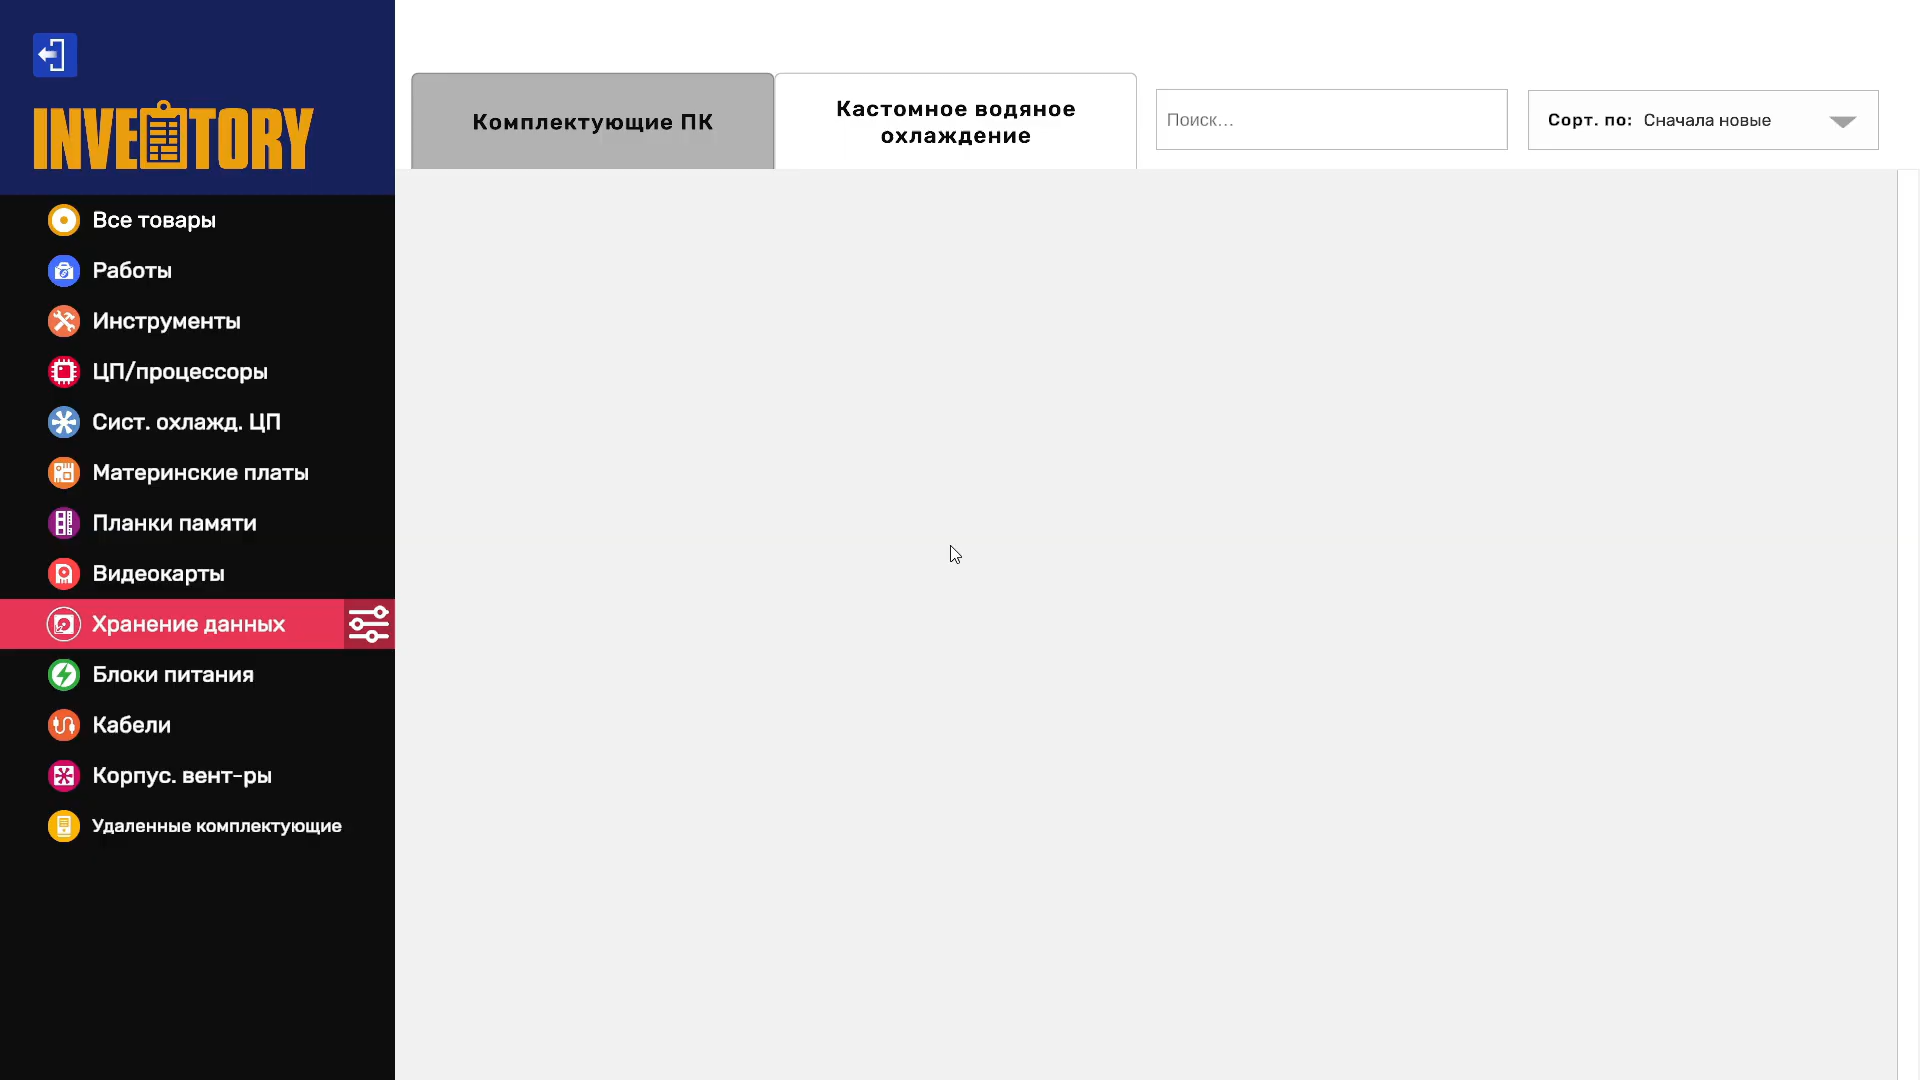 INVENTORY
Комплектующие ПК
Кастомное водяное
охлаждение
Поиск...
Сорт. по: Сначала новые
Все товары
Работы
Инструменты
ЦП/процессоры
Сист. охлажд. ЦП
Материнские платы
Планки памяти
Видеокарты
Хранение данных
Блоки питания
Кабели
Корпус. вент-ры
Удаленные комплектующие